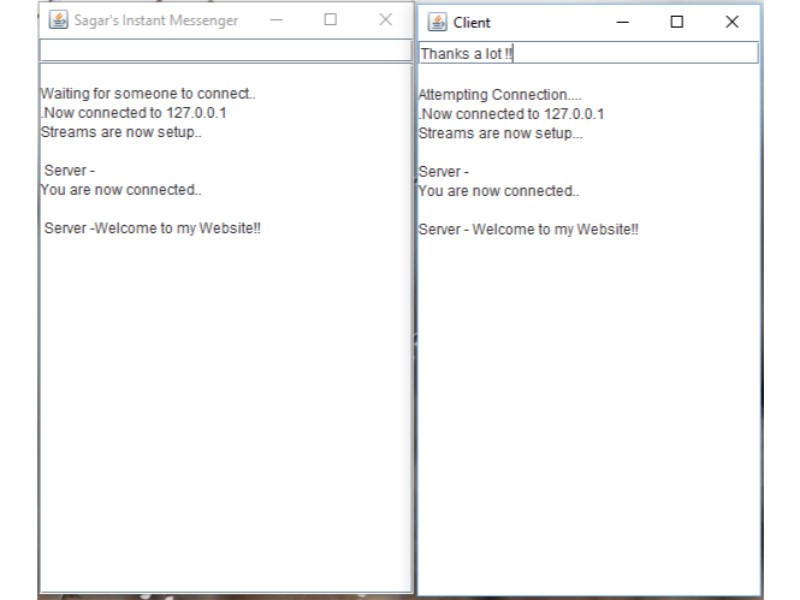 Sagar's Instant Messenger
Waiting for someone to connect..
.Now connected to 127.0.0.1
Streams are now setup..
Server -
You are now connected..
Server -Welcome to my Website!!
Client
Thanks a lot !!
Attempting Connection....
.Now connected to 127.0.0.1
Streams are now setup...
Server -
You are now connected..
Server - Welcome to my Website!!